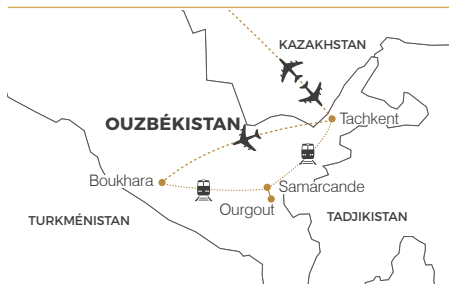 KAZAKHSTAN
Tachkent
OUZBÉKISTAN
Boukhara
Samarcande
Ourgout
TURKMÉNISTAN
TADJIKISTAN